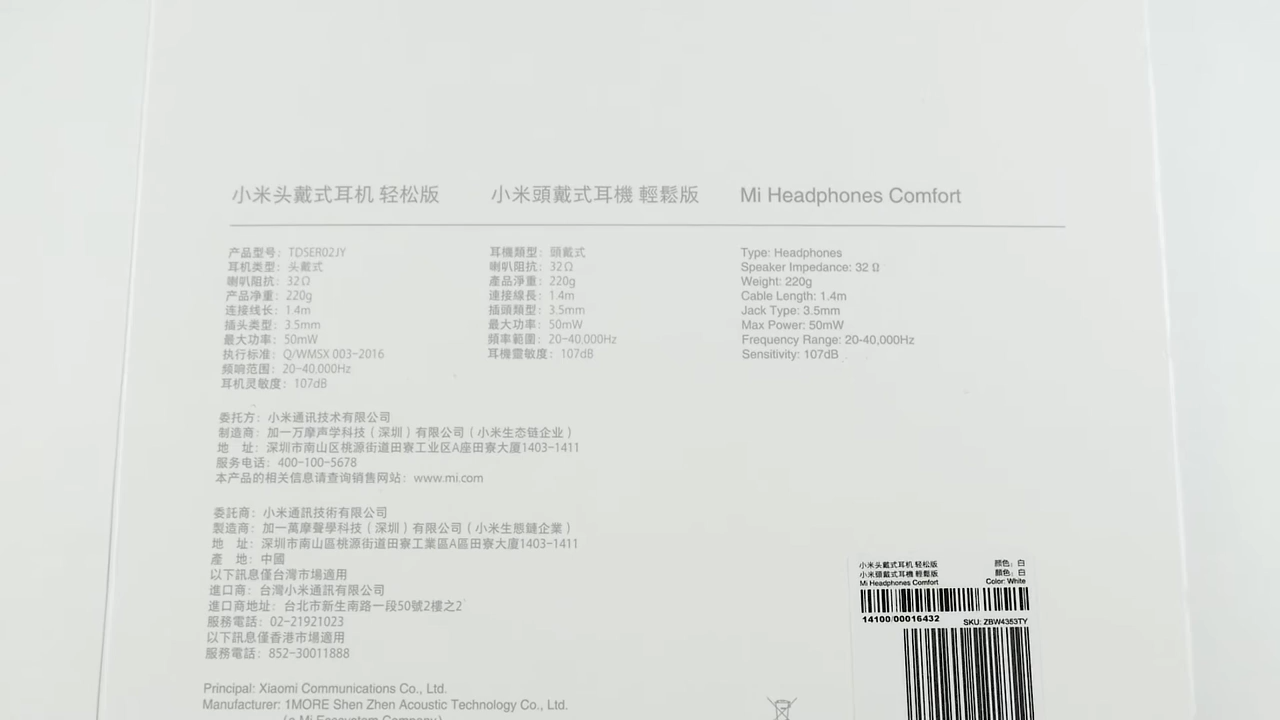 小米头戴式耳机 轻松版
小米頭戴式耳機 輕鬆版
Mi Headphones Comfort
产品型号：TDSER02JY
耳机类型：头戴式
喇叭阻抗：32Ω
产品净重：220g
连接线长：1.4m
插头类型：3.5mm
最大功率：50mW
执行标准：Q/WMSX 003-2016
频响范围：20-40,000Hz
耳机灵敏度：107dB
耳機類型：頭戴式
喇叭阻抗：32Ω
產品淨重：220g
連接線長：1.4m
插頭類型：3.5mm
最大功率：50mW
頻率範圍：20-40,000Hz
耳機靈敏度：107dB
Type: Headphones
Speaker Impedance: 32 Ω
Weight: 220g
Cable Length: 1.4m
Jack Type: 3.5mm
Max Power: 50mW
Frequency Range: 20-40,000Hz
Sensitivity: 107dB
委托方：小米通讯技术有限公司
制造商：加一万摩声学科技（深圳）有限公司（小米生态链企业）
地　址：深圳市南山区桃源街道田寮工业区A座田寮大厦1403-1411
服务电话：400-100-5678
本产品的相关信息请查询销售网站：www.mi.com
委託商：小米通訊技術有限公司
製造商：加一萬摩聲學科技（深圳）有限公司（小米生態鏈企業）
地　址：深圳市南山區桃源街道田寮工業區A區田寮大廈1403-1411
產　地：中國
以下訊息僅台灣市場適用
進口商：台灣小米通訊有限公司
進口商地址：台北市新生南路一段50號2樓之2
服務電話：02-21921023
以下訊息僅香港市場適用
服務電話：852-30011888
Principal: Xiaomi Communications Co., Ltd.
Manufacturer: 1MORE Shen Zhen Acoustic Technology Co., Ltd.
(a Mi Ecosystem Company)
小米头戴式耳机 轻松版 颜色：白
小米頭戴式耳機 輕鬆版 顏色：白
Mi Headphones Comfort Color: White
14100/00016432 SKU: ZBW4353TY